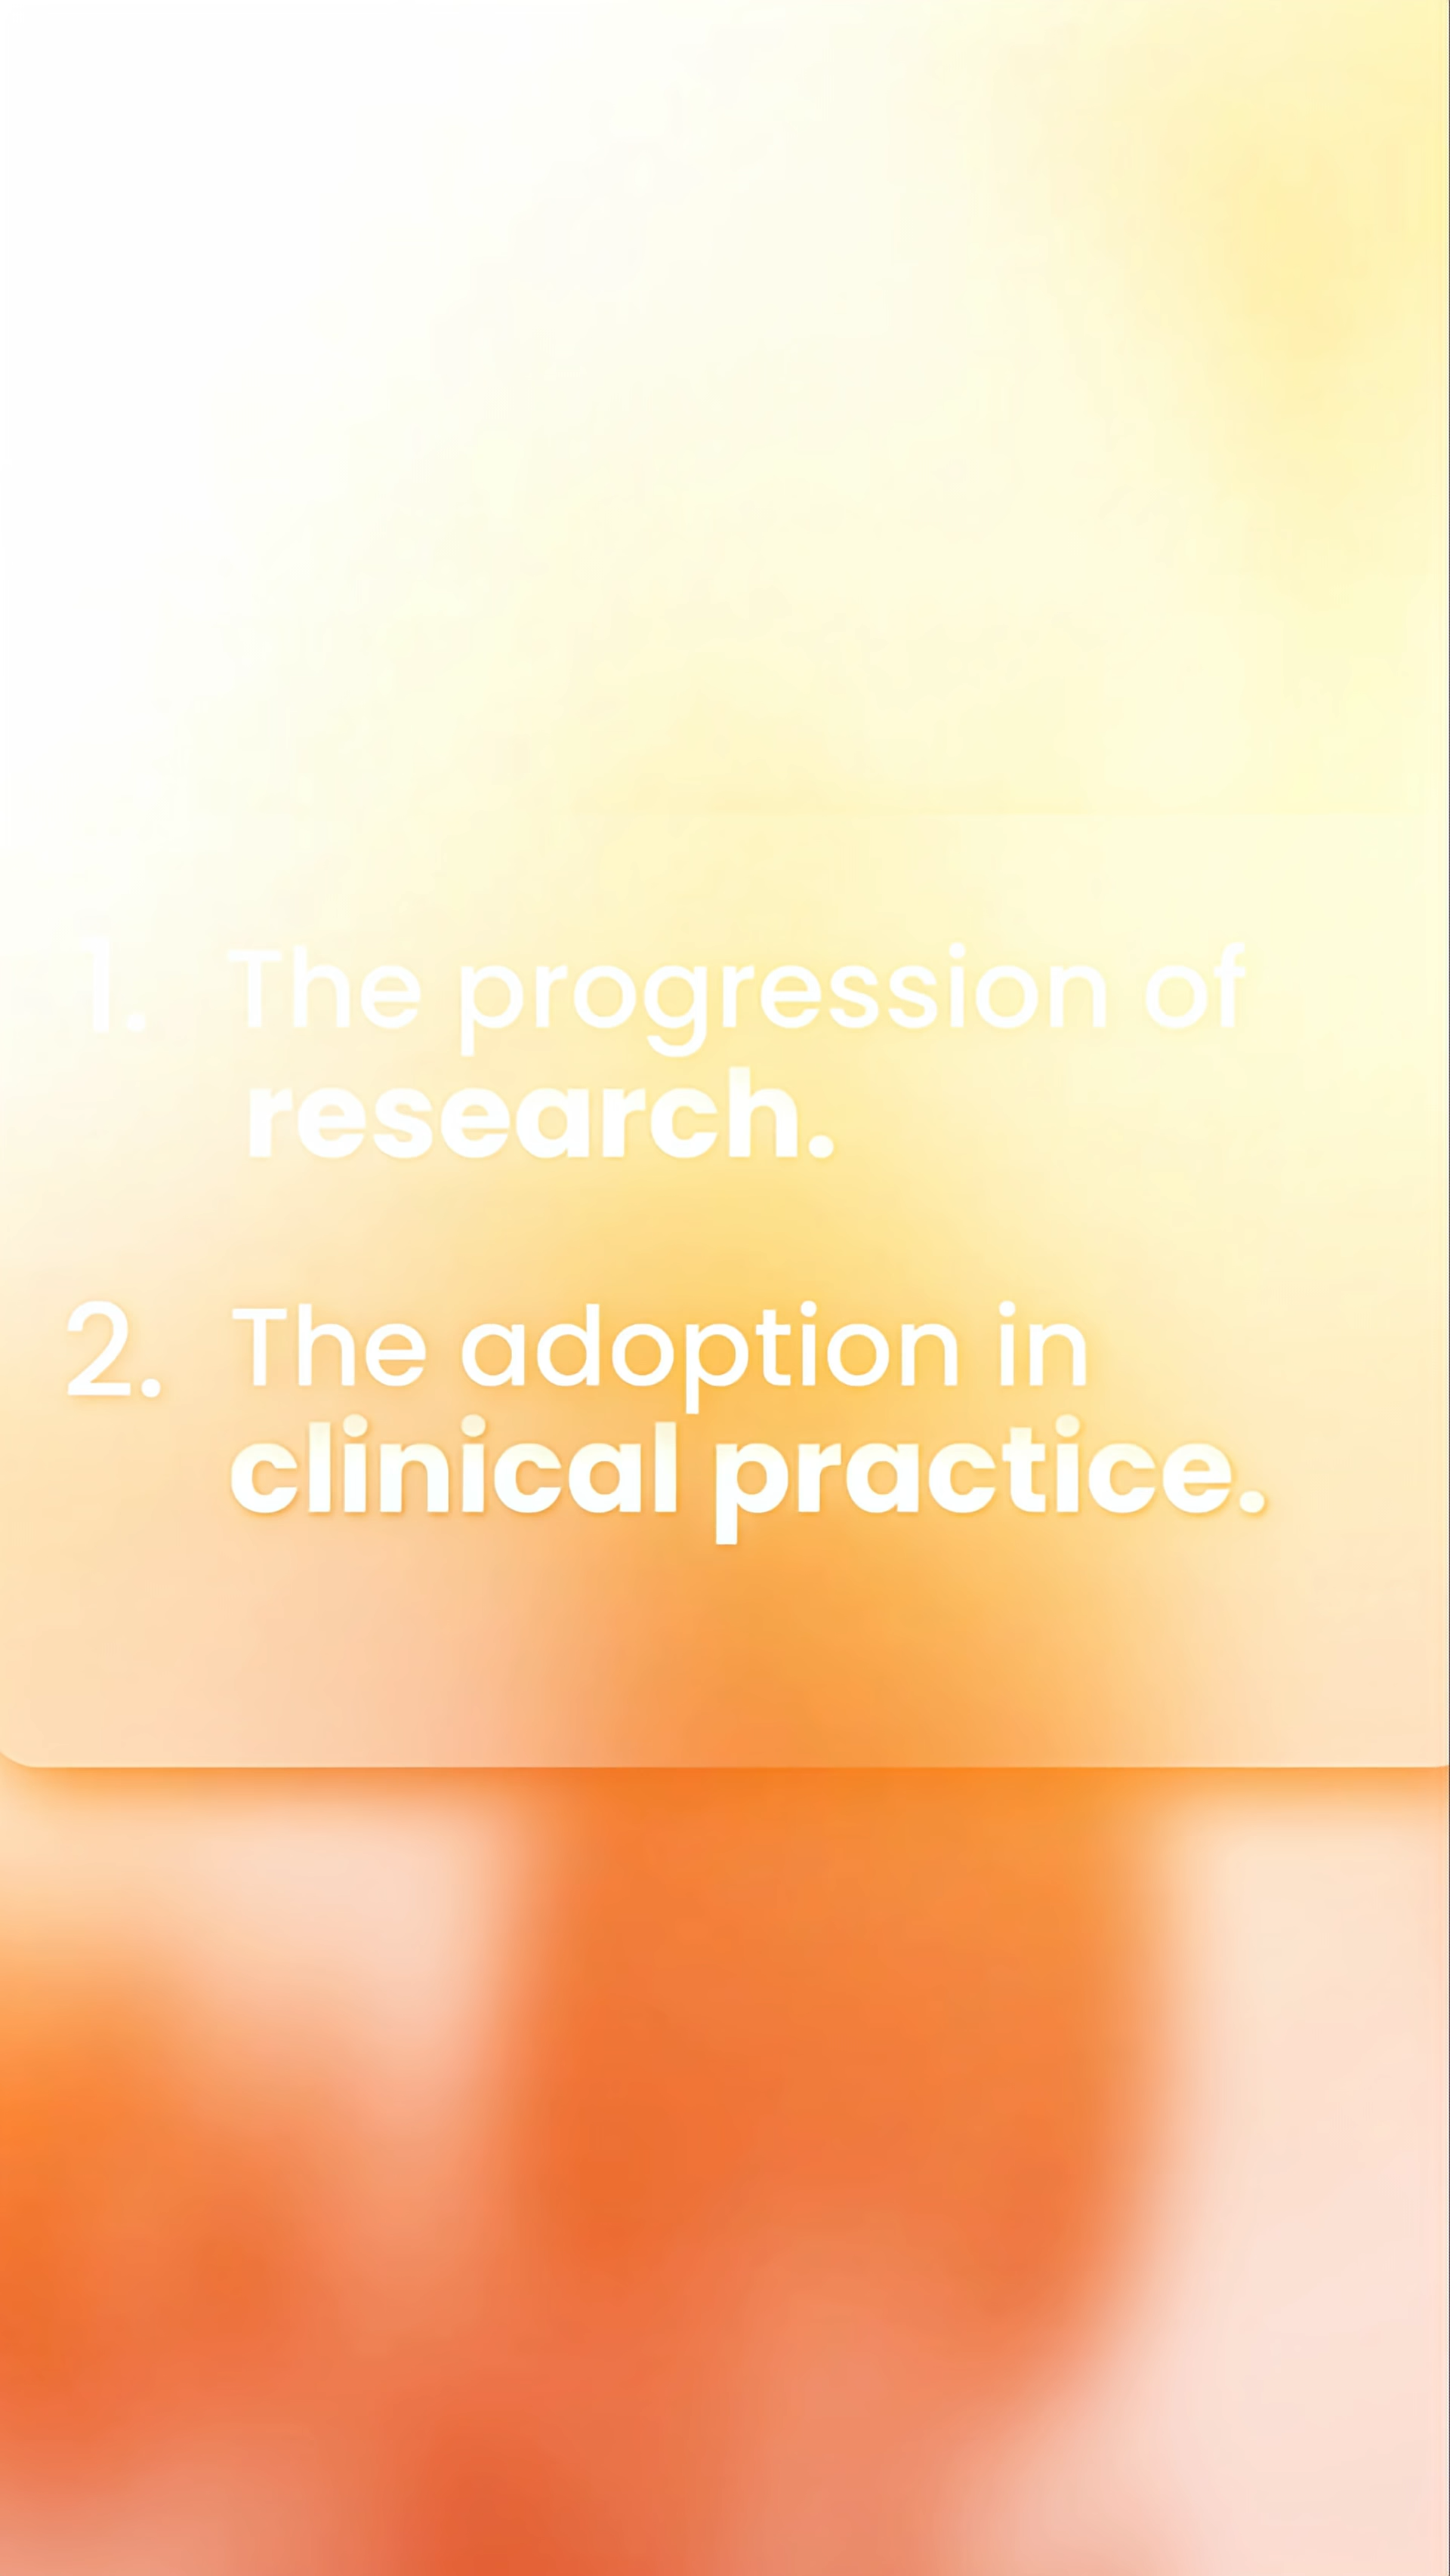 1. The progression of
research.
2. The adoption in
clinical practice.